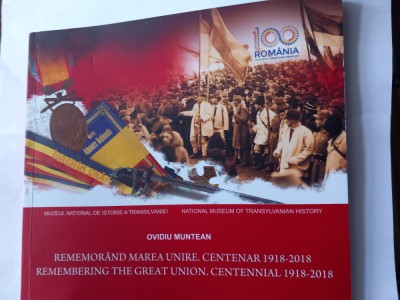 100
ROMÂNIA
MUZEUL NAȚIONAL DE ISTORIE A TRANSILVANIEI NATIONAL MUSEUM OF TRANSYLVANIAN HISTORY
OVIDIU MUNTEAN
REMEMORÂND MAREA UNIRE. CENTENAR 1918-2018
REMEMBERING THE GREAT UNION. CENTENNIAL 1918-2018